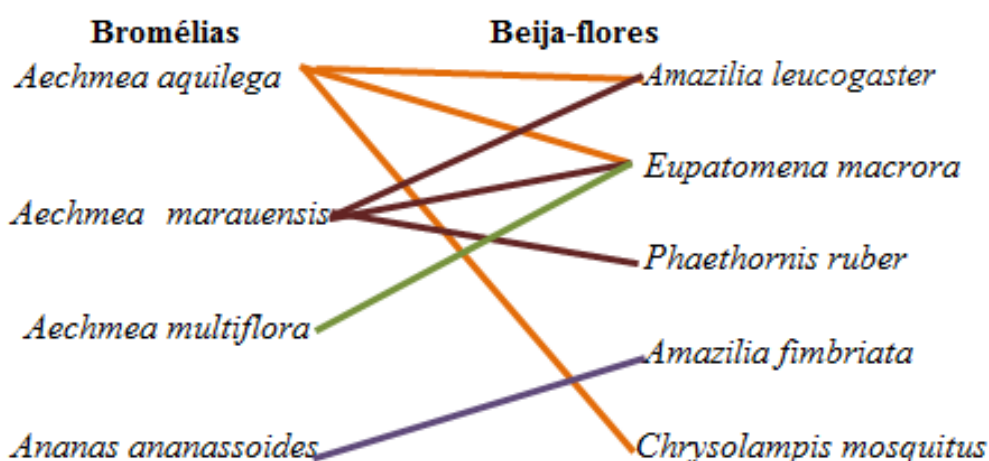 Bromélias Beija-flores
Aechmea aquilega Amazilia leucogaster
Eupatomena macrora
Aechmea marauensis
Phaethornis ruber
Aechmea multiflora
Amazilia fimbriata
Ananas ananassoides Chrysolampis mosquitus